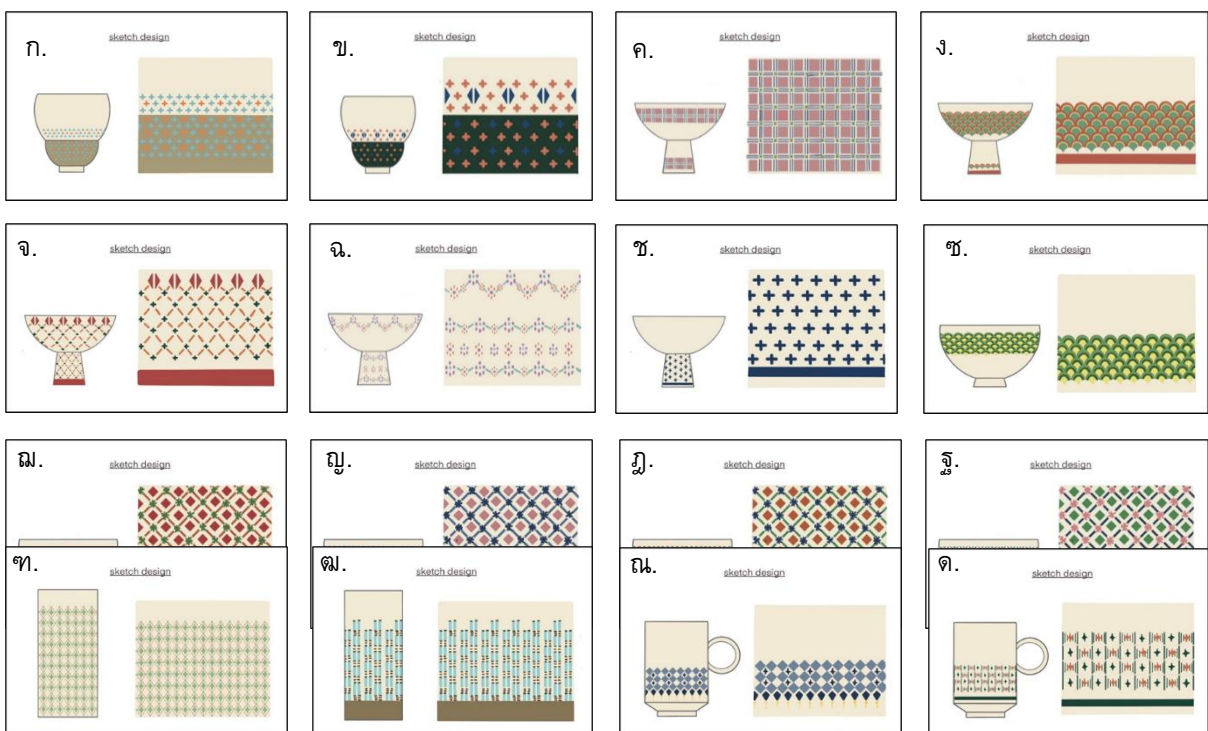 ก.
sketch design
ข.
sketch design
ค.
sketch design
ง.
sketch design
จ.
sketch design
ฉ.
sketch design
ช.
sketch design
ซ.
sketch design
ฌ.
sketch design
ญ.
sketch design
ฎ.
sketch design
ฐ.
sketch design
ฑ.
sketch design
ฒ.
sketch design
ณ.
sketch design
ด.
sketch design